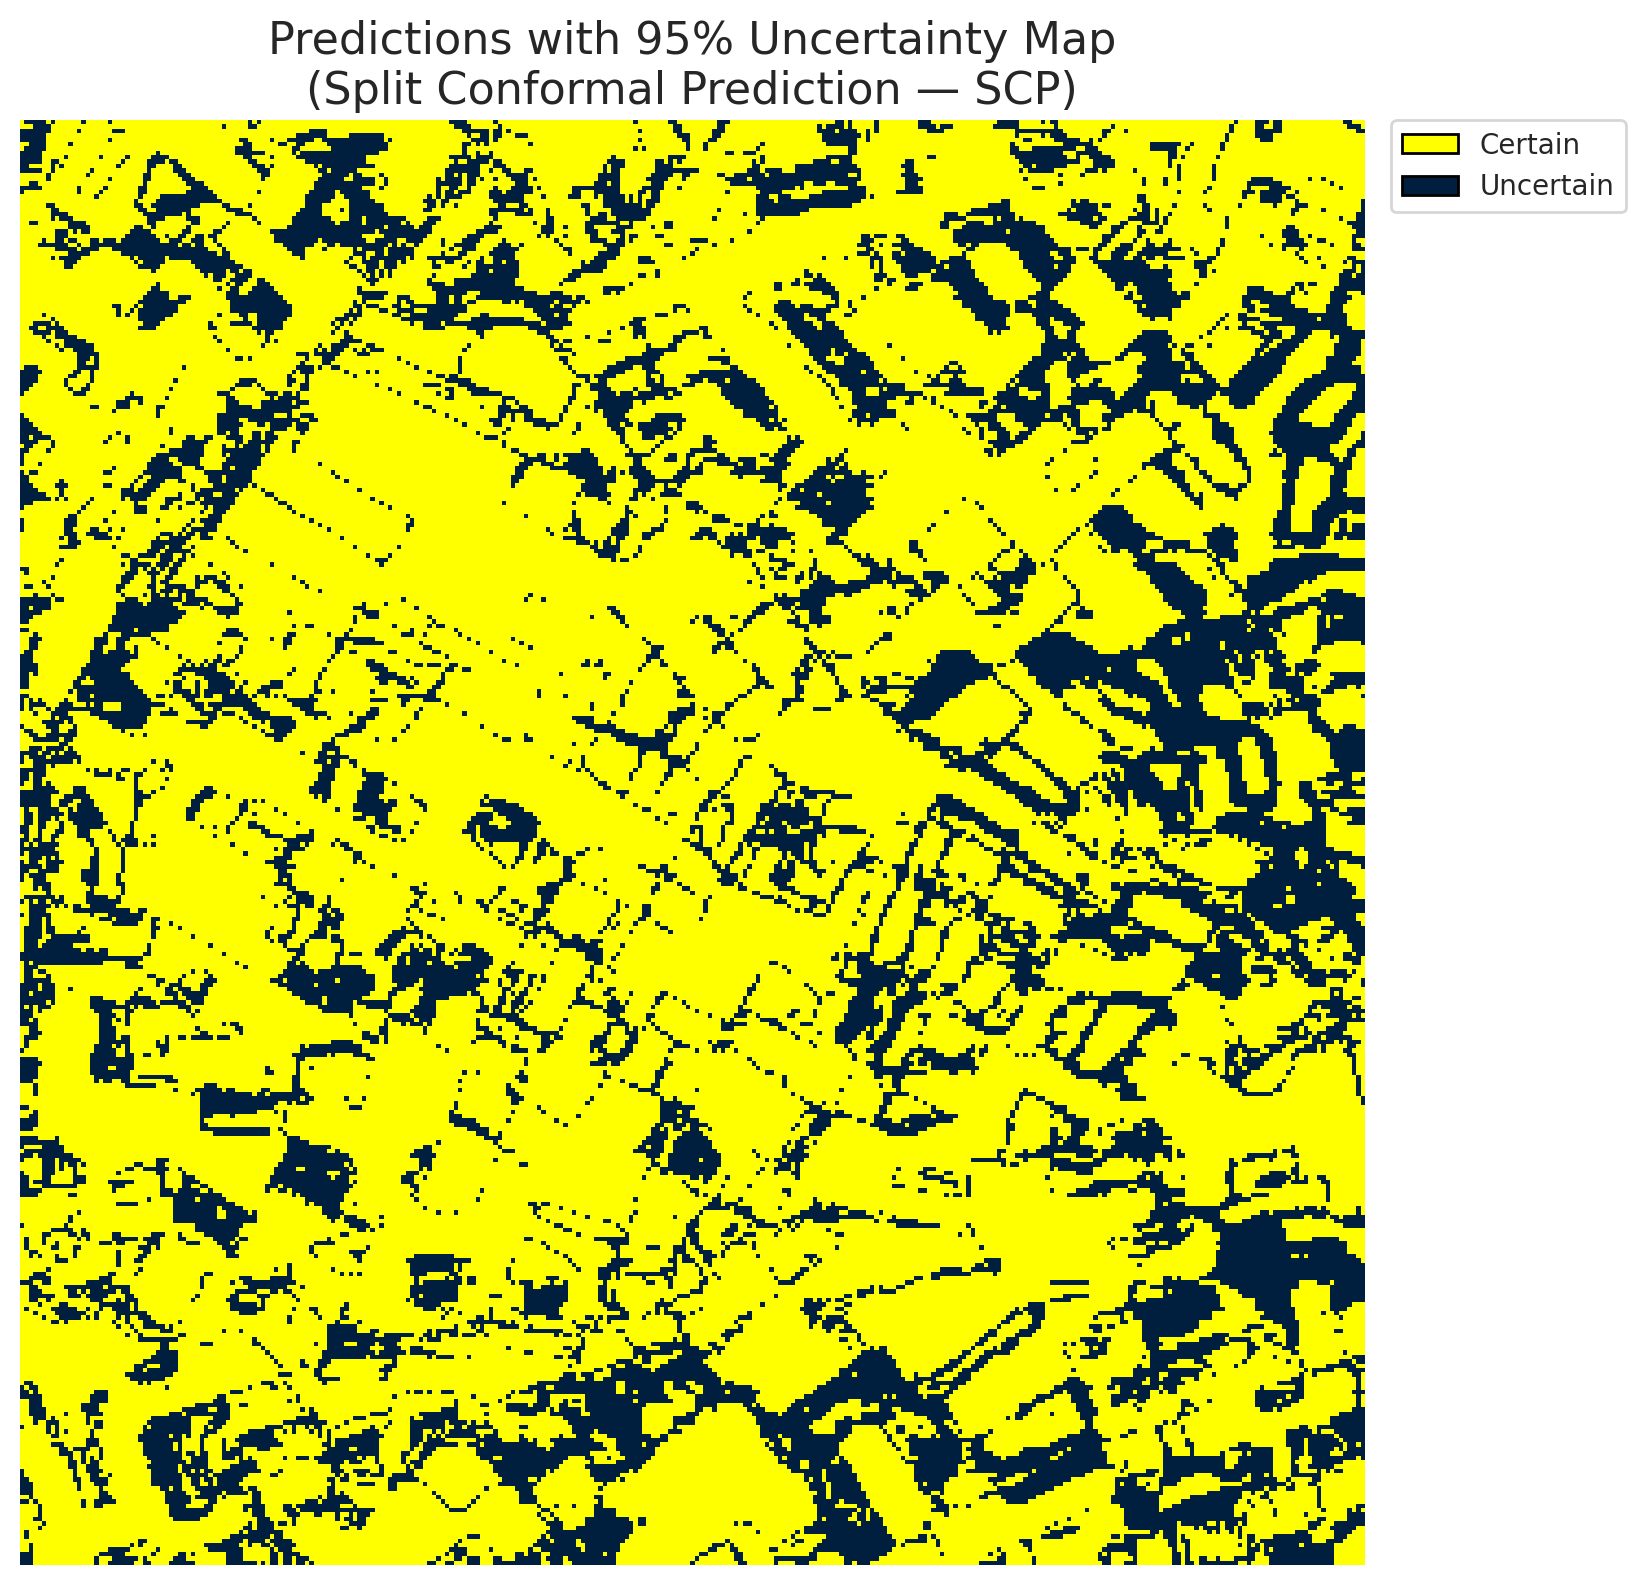 Predictions with 95% Uncertainty Map
(Split Conformal Prediction — SCP)
Certain
Uncertain